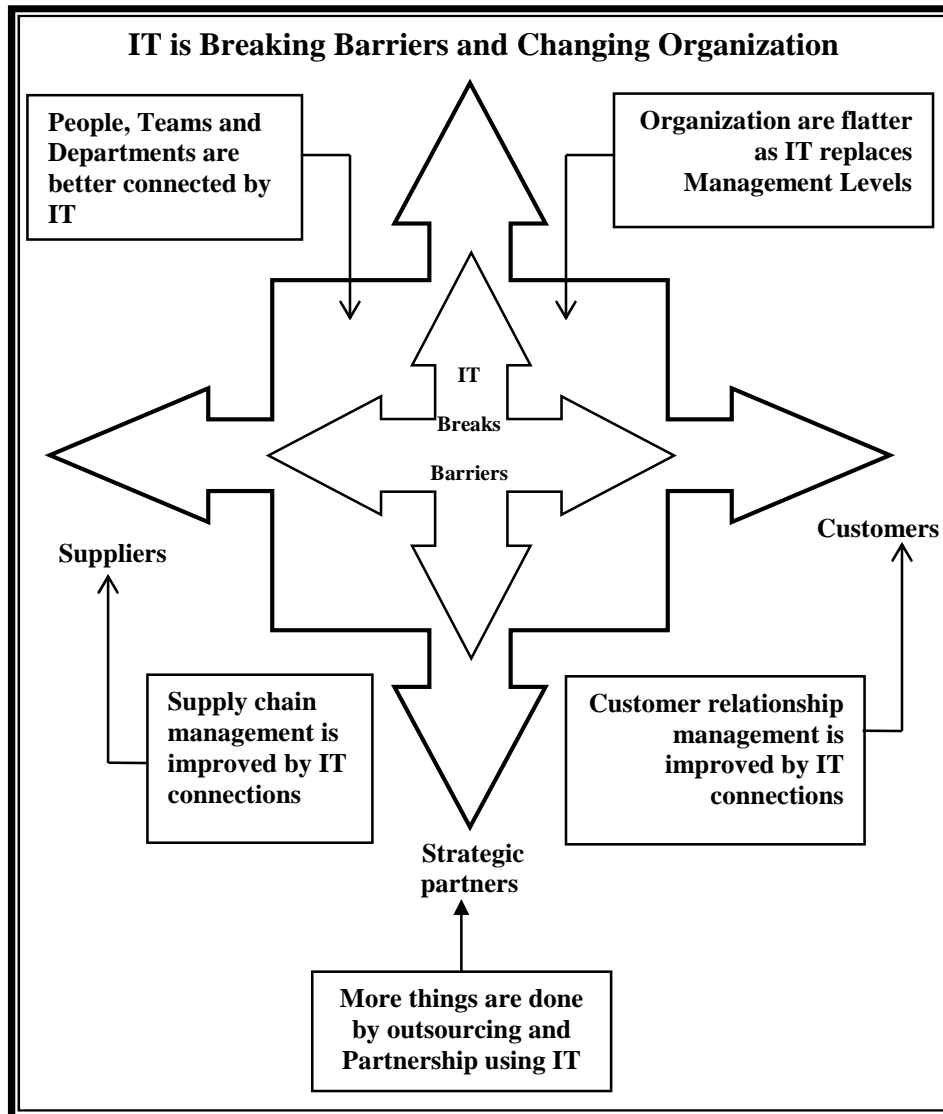 IT is Breaking Barriers and Changing Organization
People, Teams and
Departments are
better connected by
IT
Organization are flatter
as IT replaces
Management Levels
IT
Breaks
Barriers
Suppliers
Customers
Supply chain
management is
improved by IT
connections
Customer relationship
management is
improved by IT
connections
Strategic
partners
More things are done
by outsourcing and
Partnership using IT